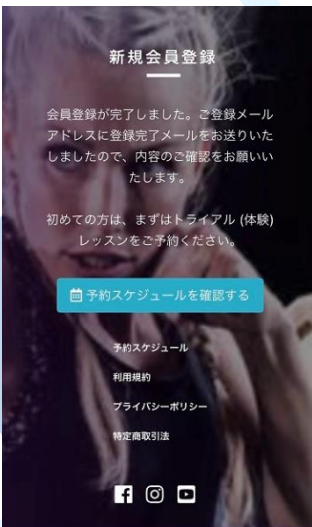 新規会員登録
会員登録が完了しました。ご登録メール
アドレスに登録完了メールをお送りいた
しましたので、内容のご確認をお願いい
たします。
初めての方は、まずはトライアル (体験)
レッスンをご予約ください。
予約スケジュールを確認する
予約スケジュール
利用規約
プライバシーポリシー
特定商取引法